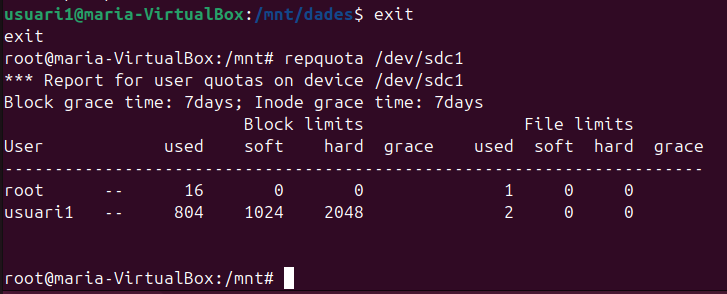 usuari1@maria-VirtualBox:/mnt/dades$ exit
exit
root@maria-VirtualBox:/mnt# repquota /dev/sdc1
*** Report for user quotas on device /dev/sdc1
Block grace time: 7days; Inode grace time: 7days
                        Block limits                File limits
User            used    soft    hard  grace    used  soft  hard  grace
----------------------------------------------------------------------
root      --      16       0       0              1     0     0
usuari1   --     804    1024    2048              2     0     0
root@maria-VirtualBox:/mnt#